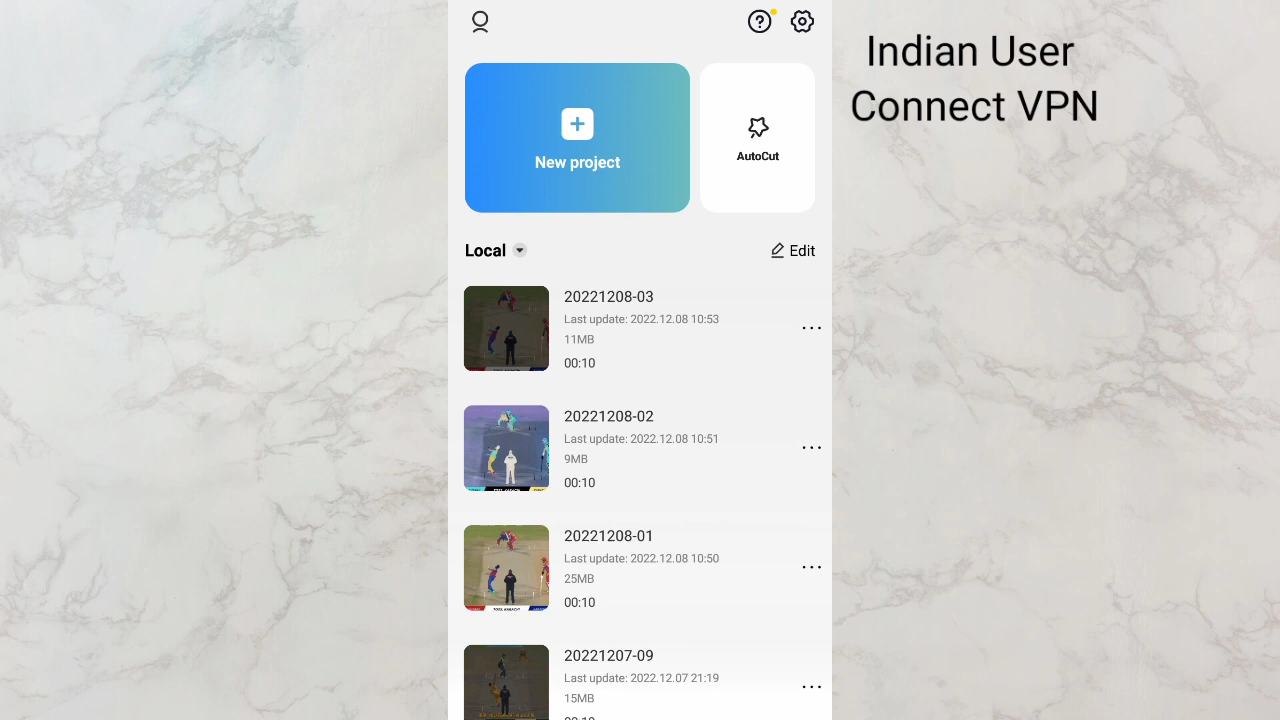 Indian User
Connect VPN
New project
AutoCut
Local
Edit
20221208-03
Last update: 2022.12.08 10:53
11MB
00:10
20221208-02
Last update: 2022.12.08 10:51
9MB
00:10
20221208-01
Last update: 2022.12.08 10:50
25MB
00:10
20221207-09
Last update: 2022.12.07 21:19
15MB
00:10